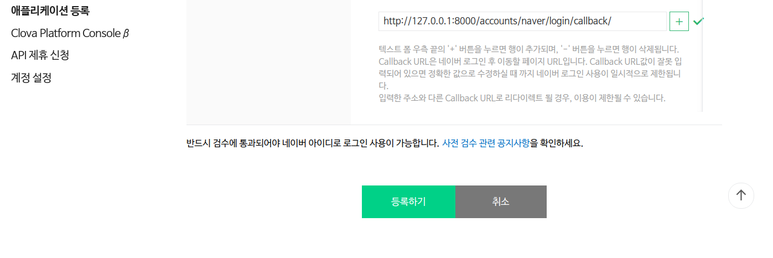 애플리케이션 등록
Clova Platform Console β
API 제휴 신청
계정 설정
http://127.0.0.1:8000/accounts/naver/login/callback/
+
텍스트 폼 우측 끝의 '+' 버튼을 누르면 행이 추가되며, '-' 버튼을 누르면 행이 삭제됩니다.
Callback URL은 네이버 로그인 후 이동할 페이지 URL입니다. Callback URL값이 잘못 입
력되어 있으면 정확한 값으로 수정하실 때 까지 네이버 로그인 사용이 일시적으로 제한됩니
다.
입력한 주소와 다른 Callback URL로 리다이렉트 될 경우, 이용이 제한될 수 있습니다.
반드시 검수에 통과되어야 네이버 아이디로 로그인 사용이 가능합니다. 사전 검수 관련 공지사항을 확인하세요.
등록하기
취소